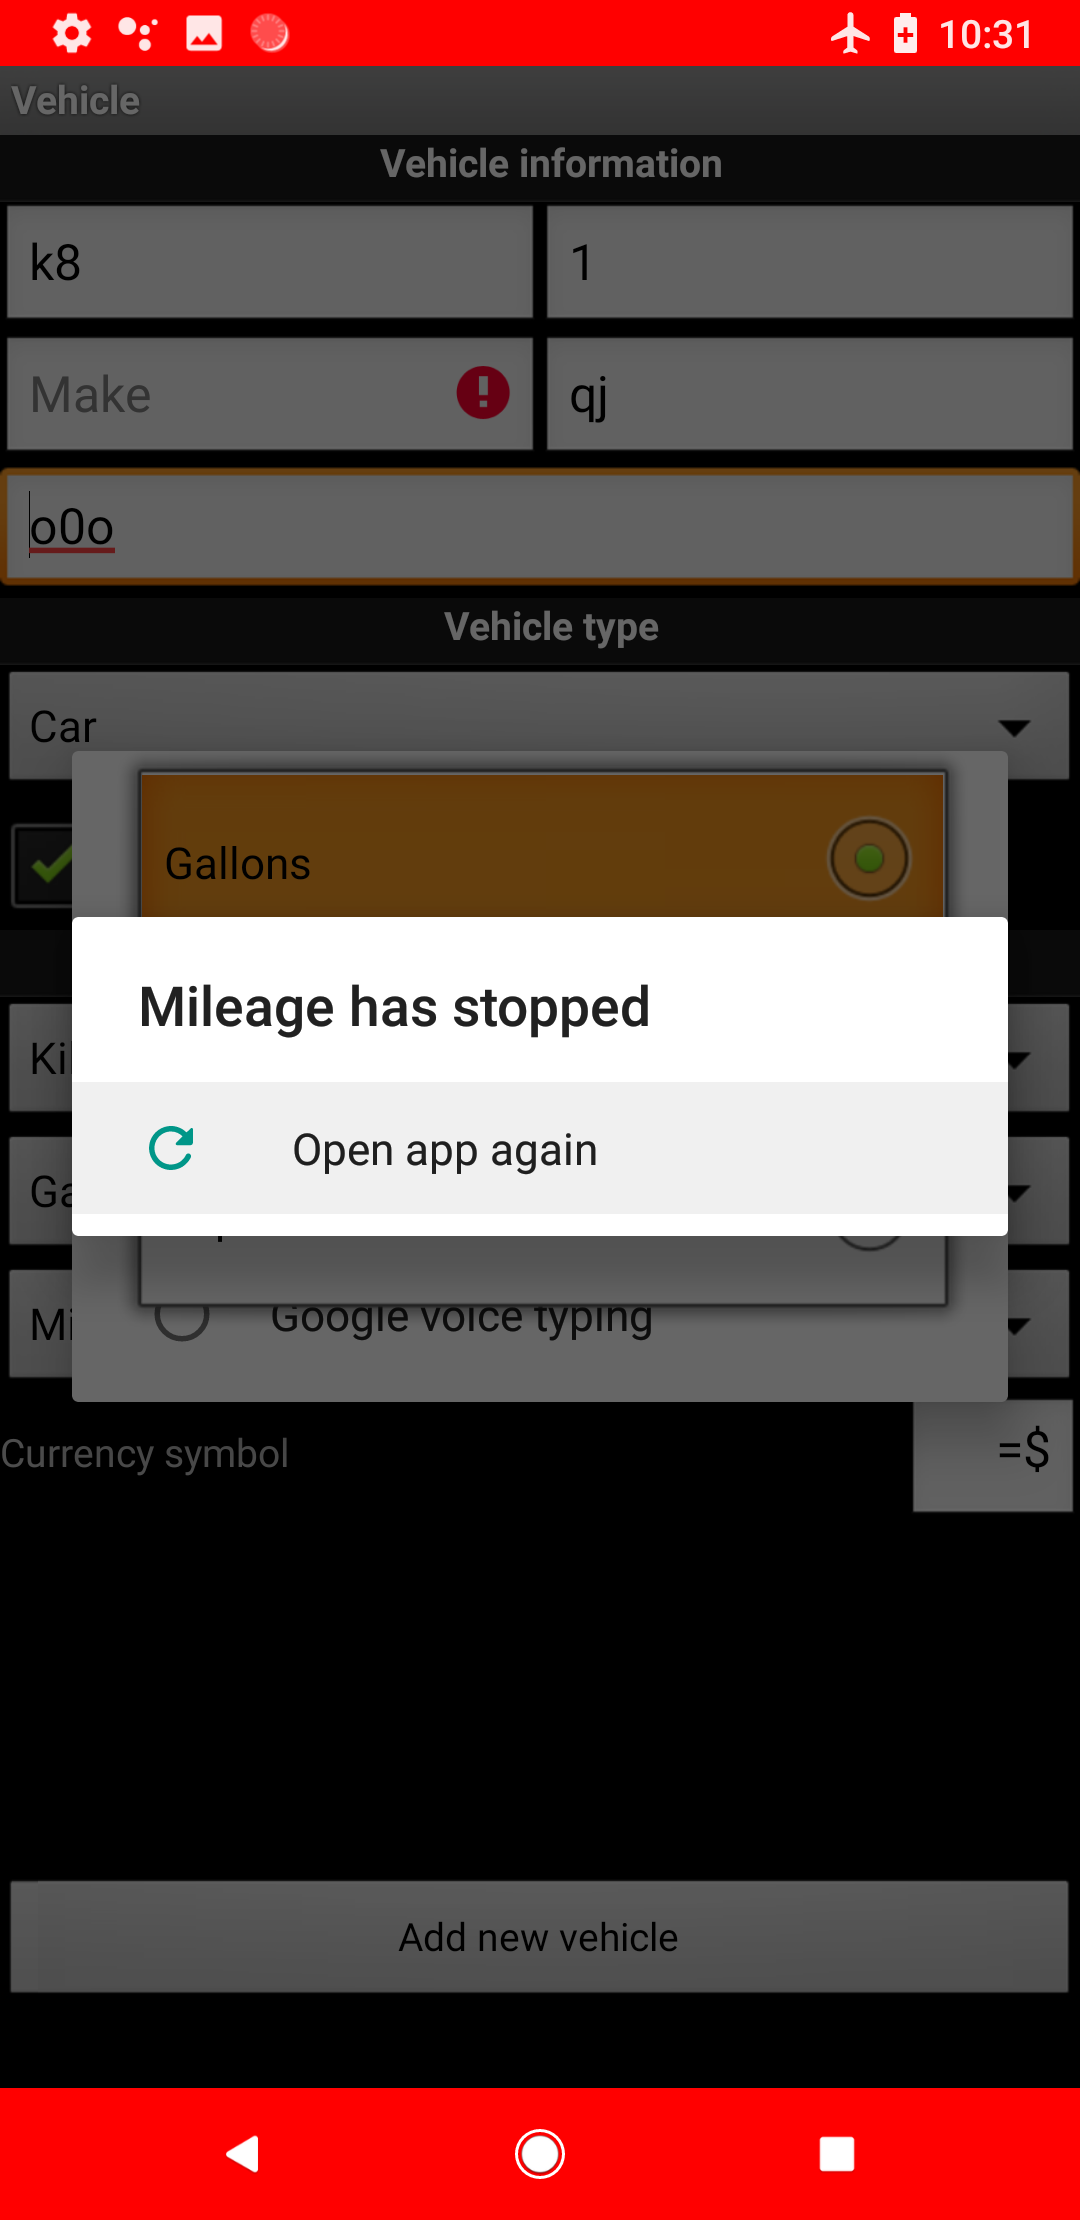 10:31
Vehicle
Vehicle information
k8
1
Make
qj
o0o
Vehicle type
Car
Gallons
Mileage has stopped
Ki
Open app again
Ga
Mi
Google voice typing
Currency symbol
=$
Add new vehicle